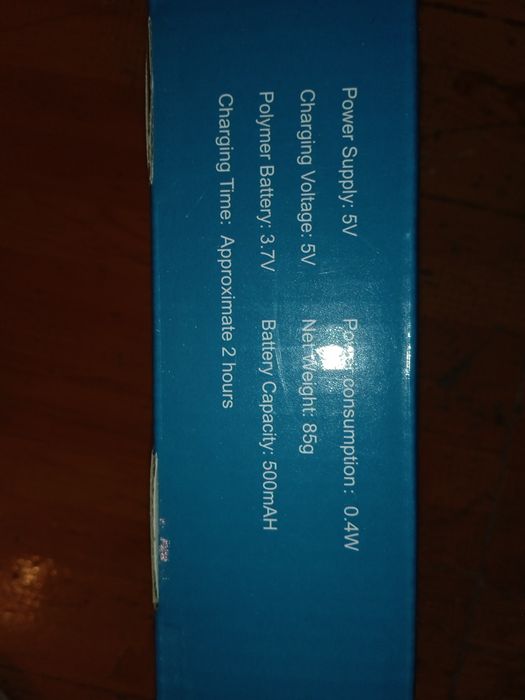 Power Supply: 5V Power consumption: 0.4W
Charging Voltage: 5V Net Weight: 85g
Polymer Battery: 3.7V Battery Capacity: 500mAH
Charging Time: Approximate 2 hours